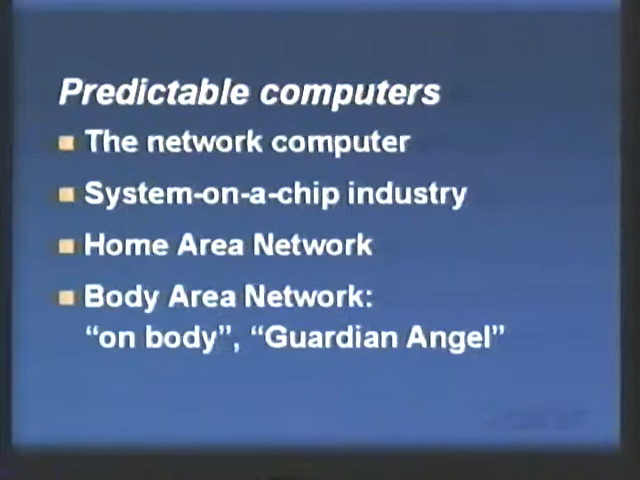 Predictable computers
The network computer
System-on-a-chip industry
Home Area Network
Body Area Network:
“on body”, “Guardian Angel”